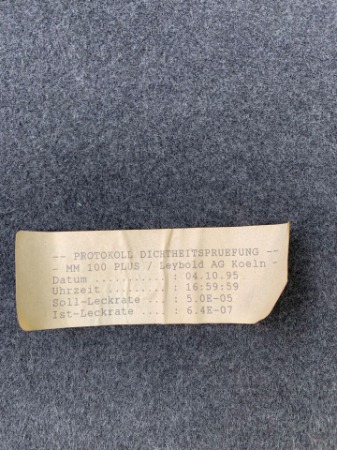 -- PROTOKOLL DICHTHEITSPRUEFUNG --
- MM 100 PLUS / Leybold AG Koeln -
Datum ........... : 04.10.95
Uhrzeit ......... : 16:59:59
Soll-Leckrate ... : 5.0E-05
Ist-Leckrate .... : 6.4E-07